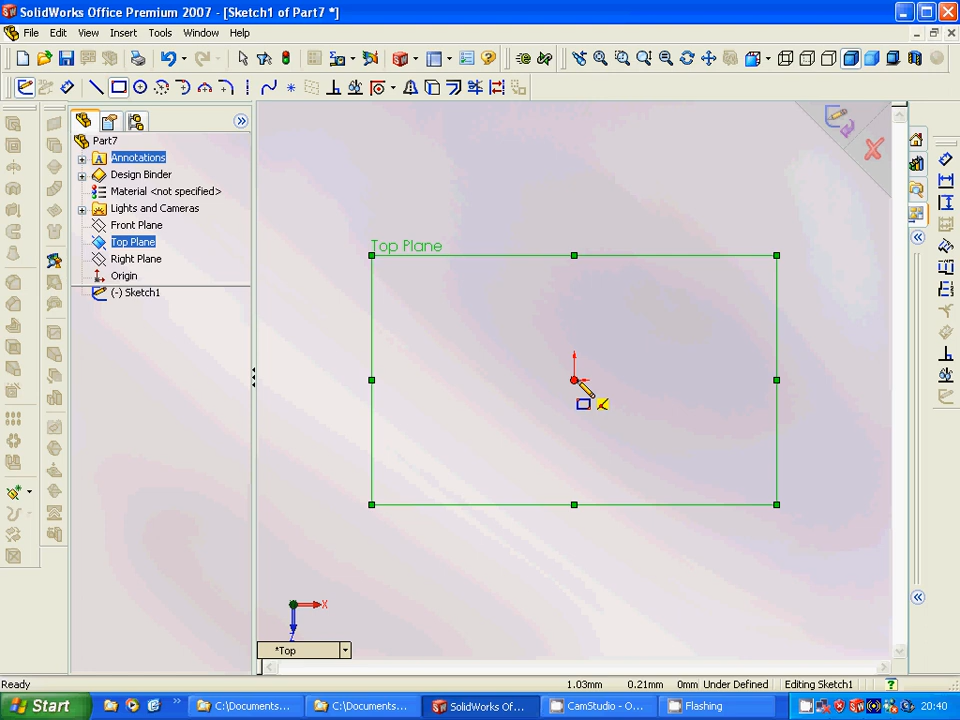 SolidWorks Office Premium 2007 - [Sketch1 of Part7 *]
File Edit View Insert Tools Window Help
Part7
Annotations
Design Binder
Material <not specified>
Lights and Cameras
Front Plane
Top Plane
Right Plane
Origin
(-) Sketch1
Top Plane
X
Z
*Top
Ready 1.03mm 0.21mm 0mm Under Defined Editing Sketch1
Start C:\Documents... C:\Documents... SolidWorks Of... CamStudio - O... Flashing 20:40